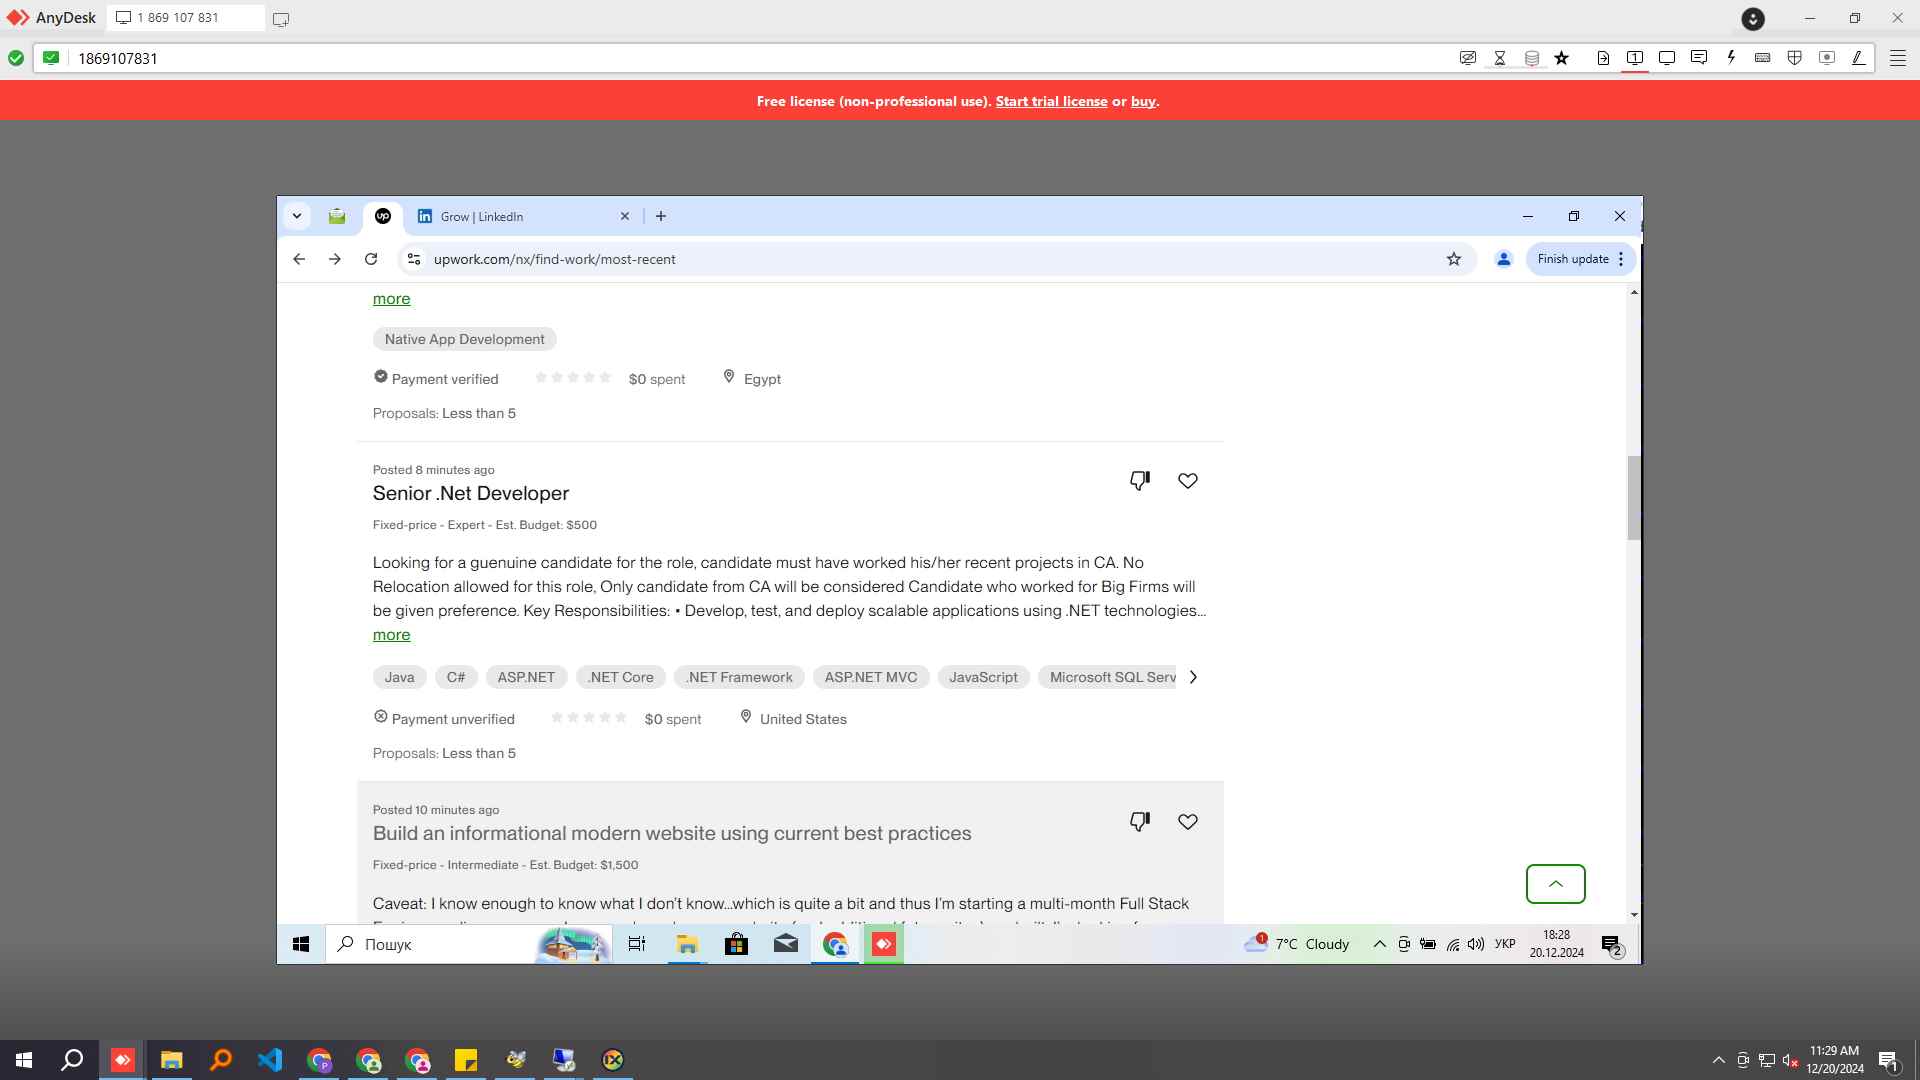 AnyDesk
1 869 107 831
1869107831
Free license (non-professional use). Start trial license or buy.
Grow | LinkedIn
upwork.com/nx/find-work/most-recent
Finish update
more
Native App Development
Payment verified
$0 spent
Egypt
Proposals: Less than 5
Posted 8 minutes ago
Senior .Net Developer
Fixed-price - Expert - Est. Budget: $500
Looking for a guenuine candidate for the role, candidate must have worked his/her recent projects in CA. No
Relocation allowed for this role, Only candidate from CA will be considered Candidate who worked for Big Firms will
be given preference. Key Responsibilities: • Develop, test, and deploy scalable applications using .NET technologies...
more
Java C# ASP.NET .NET Core .NET Framework ASP.NET MVC JavaScript Microsoft SQL Serv
Payment unverified
$0 spent
United States
Proposals: Less than 5
Posted 10 minutes ago
Build an informational modern website using current best practices
Fixed-price - Intermediate - Est. Budget: $1,500
Caveat: I know enough to know what I don't know...which is quite a bit and thus I'm starting a multi-month Full Stack
Пошук
1
7°C Cloudy
УКР
18:28
20.12.2024
2
11:29 AM
12/20/2024
1